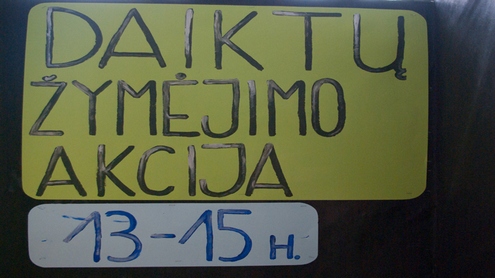 DAIKTŲ
ŽYMĖJIMO
AKCIJA
13-15 H.